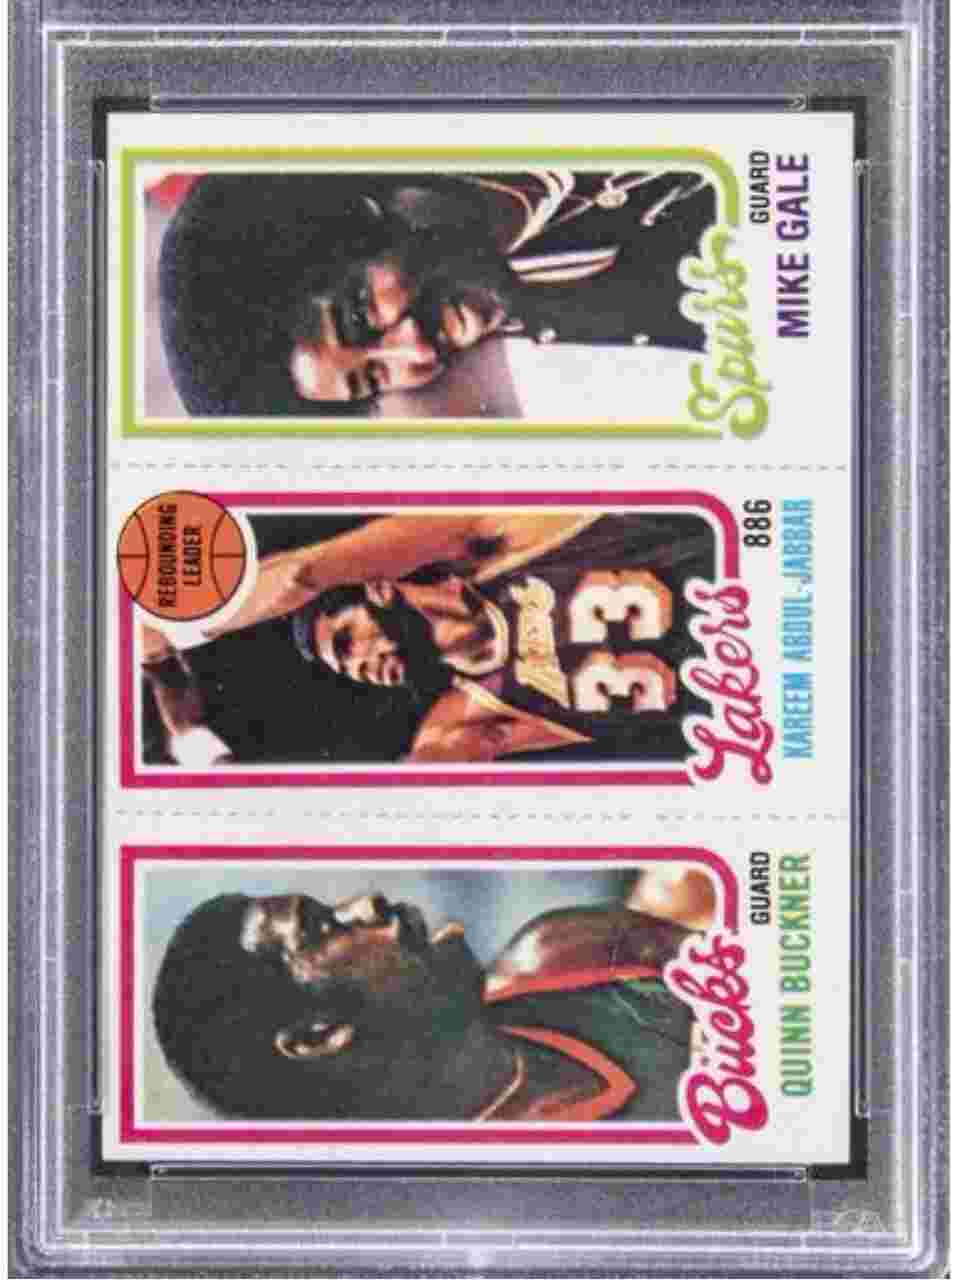 Bucks
GUARD
QUINN BUCKNER
REBOUNDING
LEADER
33
Lakers
886
KAREEM ABDUL-JABBAR
Spurs
GUARD
MIKE GALE